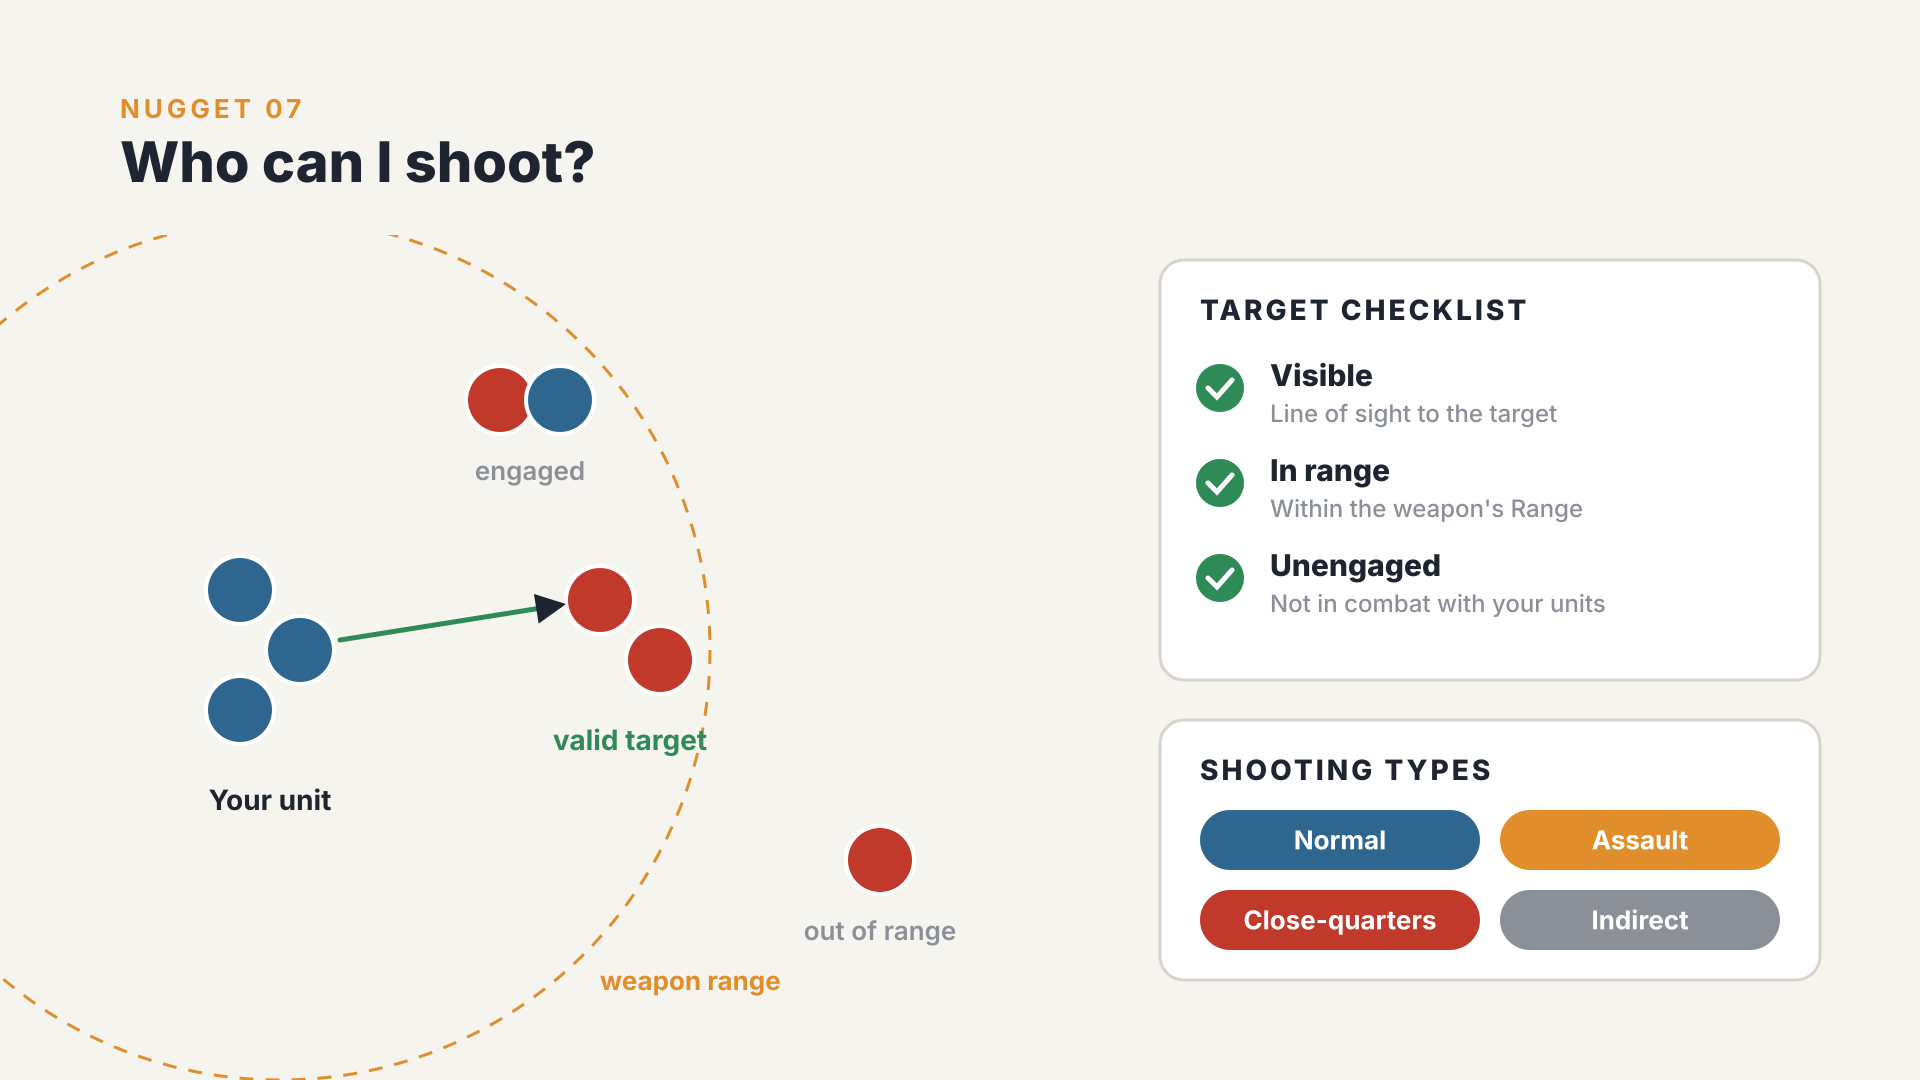 NUGGET 07
Who can I shoot?
engaged
valid target
Your unit
out of range
weapon range
TARGET CHECKLIST
Visible
Line of sight to the target
In range
Within the weapon's Range
Unengaged
Not in combat with your units
SHOOTING TYPES
Normal
Assault
Close-quarters
Indirect